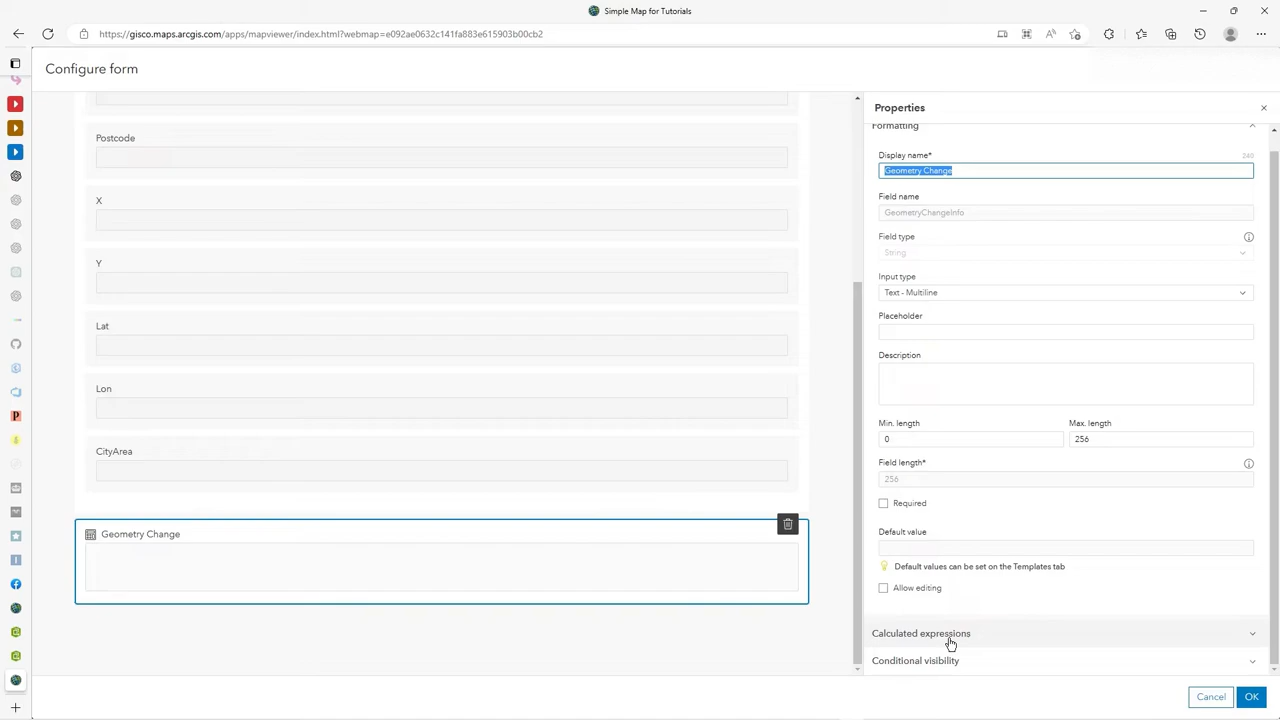 Simple Map for Tutorials
https://gisco.maps.arcgis.com/apps/mapviewer/index.html?webmap=e092ae0632c141fa883e615903b00cb2
Configure form
Postcode
X
Y
Lat
Lon
CityArea
Geometry Change
Properties
Formatting
Display name*
240
Geometry Change
Field name
GeometryChangeInfo
Field type
String
Input type
Text - Multiline
Placeholder
Description
Min. length
Max. length
0
256
Field length*
256
Required
Default value
Default values can be set on the Templates tab
Allow editing
Calculated expressions
Conditional visibility
Cancel
OK